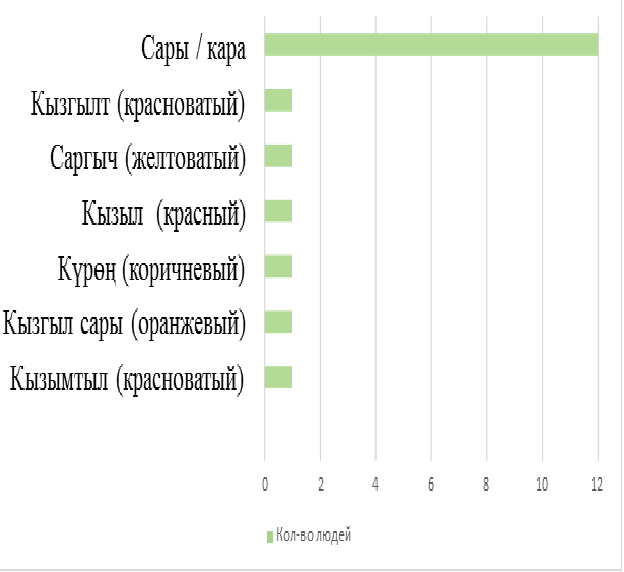 Сары / кара
Кызгылт (красноватый)
Саргыч (желтоватый)
Кызыл (красный)
Күрөң (коричневый)
Кызгыл сары (оранжевый)
Кызымтыл (красноватый)
0 2 4 6 8 10 12
Кол-во людей